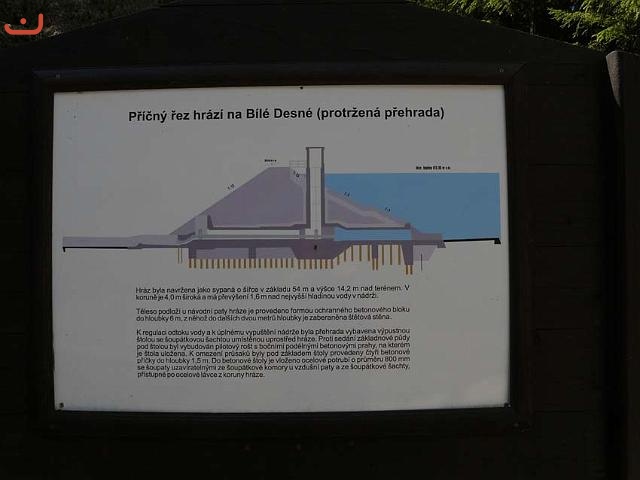 Příčný řez hrází na Bílé Desné (protržená přehrada)
Hráz byla navržena jako sypaná o šířce v základu 54 m a výšce 14,2 m nad terénem. V
koruně je 4,0 m široká a má převýšení 1,6 m nad nejvyšší hladinou vody v nádrži.
Těleso podloží u návodní paty hráze je provedeno formou ochranného betonového bloku
do hloubky 6 m, z něhož do dalších dvou metrů hloubky je zaberaněna štětová stěna.
K regulaci odtoku vody a k úplnému vypuštění nádrže byla přehrada vybavena výpustnou
štolou se šoupátkovou šachtou umístěnou uprostřed hráze. Proti sedání základové půdy
pod štolou byl vybudován pilotový rošt s bočními podélnými betonovými prahy, na kterém
je štola uložena. K omezení průsaků byly pod základem štoly provedeny čtyři betonové
příčky do hloubky 1,5 m. Do betonové štoly je vloženo ocelové potrubí o průměru 800 mm
se šoupaty uzavíratelnými ze šoupátkové komory u vzdušní paty a ze šoupátkové šachty,
přístupné po ocelové lávce z koruny hráze.